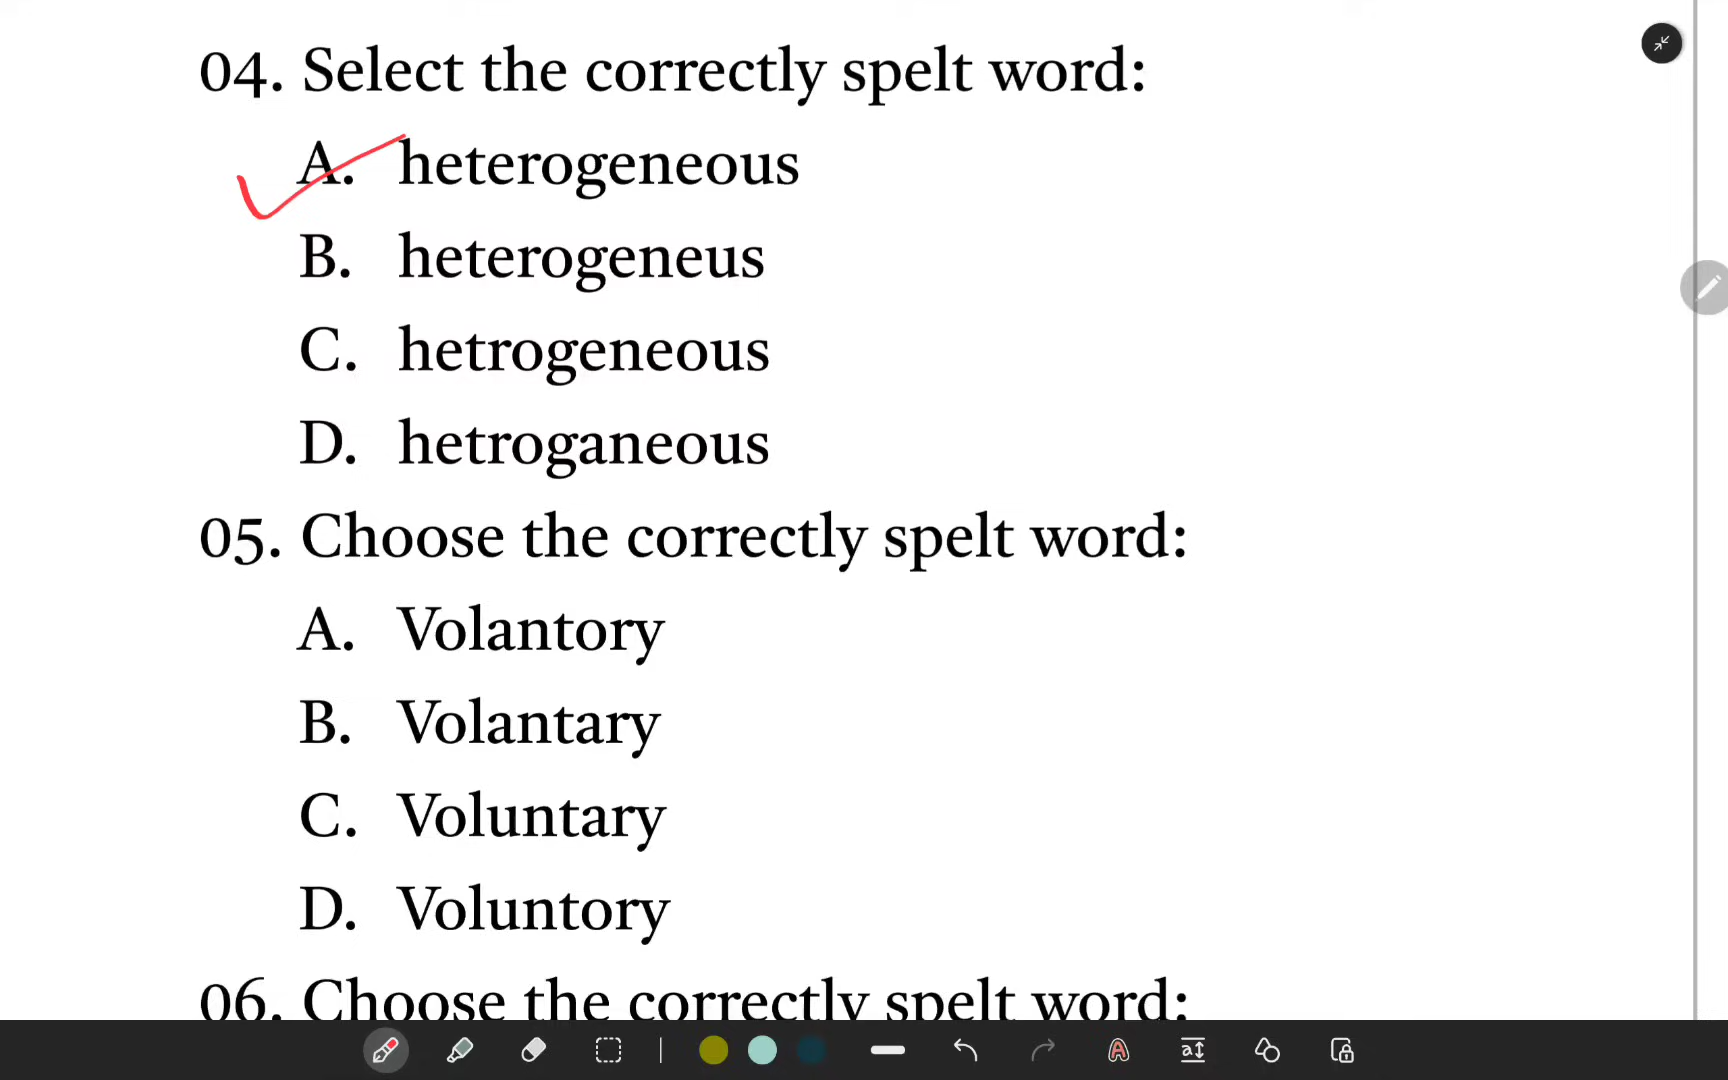 04. Select the correctly spelt word:
A. heterogeneous
B. heterogeneus
C. hetrogeneous
D. hetroganeous
05. Choose the correctly spelt word:
A. Volantory
B. Volantary
C. Voluntary
D. Voluntory
06. Choose the correctly spelt word: